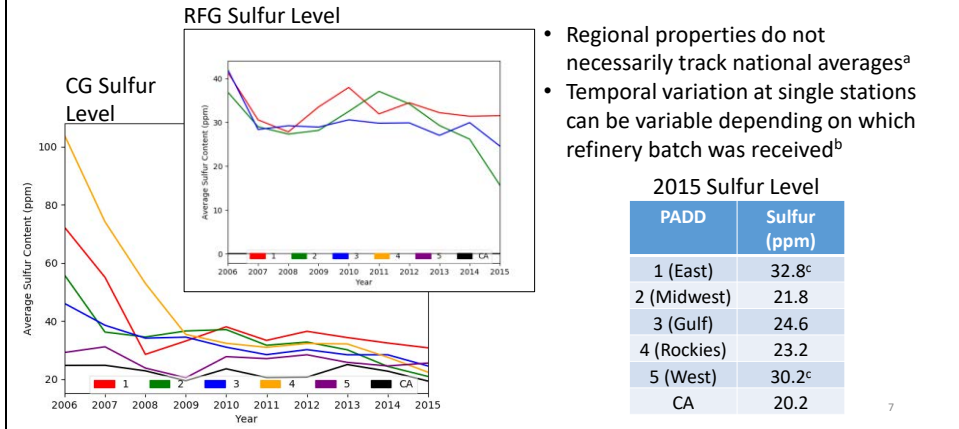 RFG Sulfur Level
CG Sulfur
Level
Average Sulfur Content (ppm)
40
30
20
10
0
1 2 3 4 5 CA
2006 2007 2008 2009 2010 2011 2012 2013 2014 2015
Year
Average Sulfur Content (ppm)
100
80
60
40
20
1 2 3 4 5 CA
2006 2007 2008 2009 2010 2011 2012 2013 2014 2015
Year
• Regional properties do not
necessarily track national averagesᵃ
• Temporal variation at single stations
can be variable depending on which
refinery batch was receivedᵇ
2015 Sulfur Level
PADD Sulfur
(ppm)
1 (East) 32.8ᶜ
2 (Midwest) 21.8
3 (Gulf) 24.6
4 (Rockies) 23.2
5 (West) 30.2ᶜ
CA 20.2
7